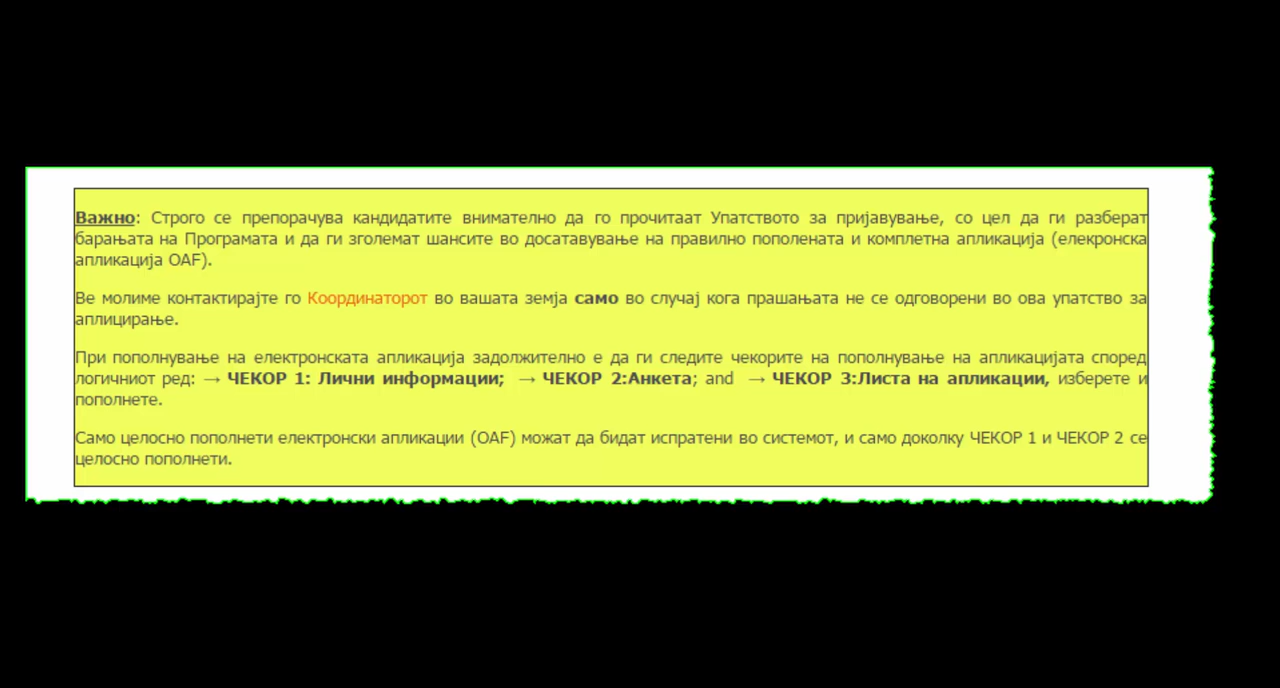 Важно: Строго се препорачува кандидатите внимателно да го прочитаат Упатството за пријавување, со цел да ги разберат
барањата на Програмата и да ги зголемат шансите во досатавување на правилно пополената и комплетна апликација (елекронска
апликација OAF).
Ве молиме контактирајте го Координаторот во вашата земја само во случај кога прашањата не се одговорени во ова упатство за
аплицирање.
При пополнување на електронската апликација задолжително е да ги следите чекорите на пополнување на апликацијата според
логичниот ред: → ЧЕКОР 1: Лични информации; → ЧЕКОР 2:Анкета; and → ЧЕКОР 3:Листа на апликации, изберете и
пополнете.
Само целосно пополнети електронски апликации (OAF) можат да бидат испратени во системот, и само доколку ЧЕКОР 1 и ЧЕКОР 2 се
целосно пополнети.